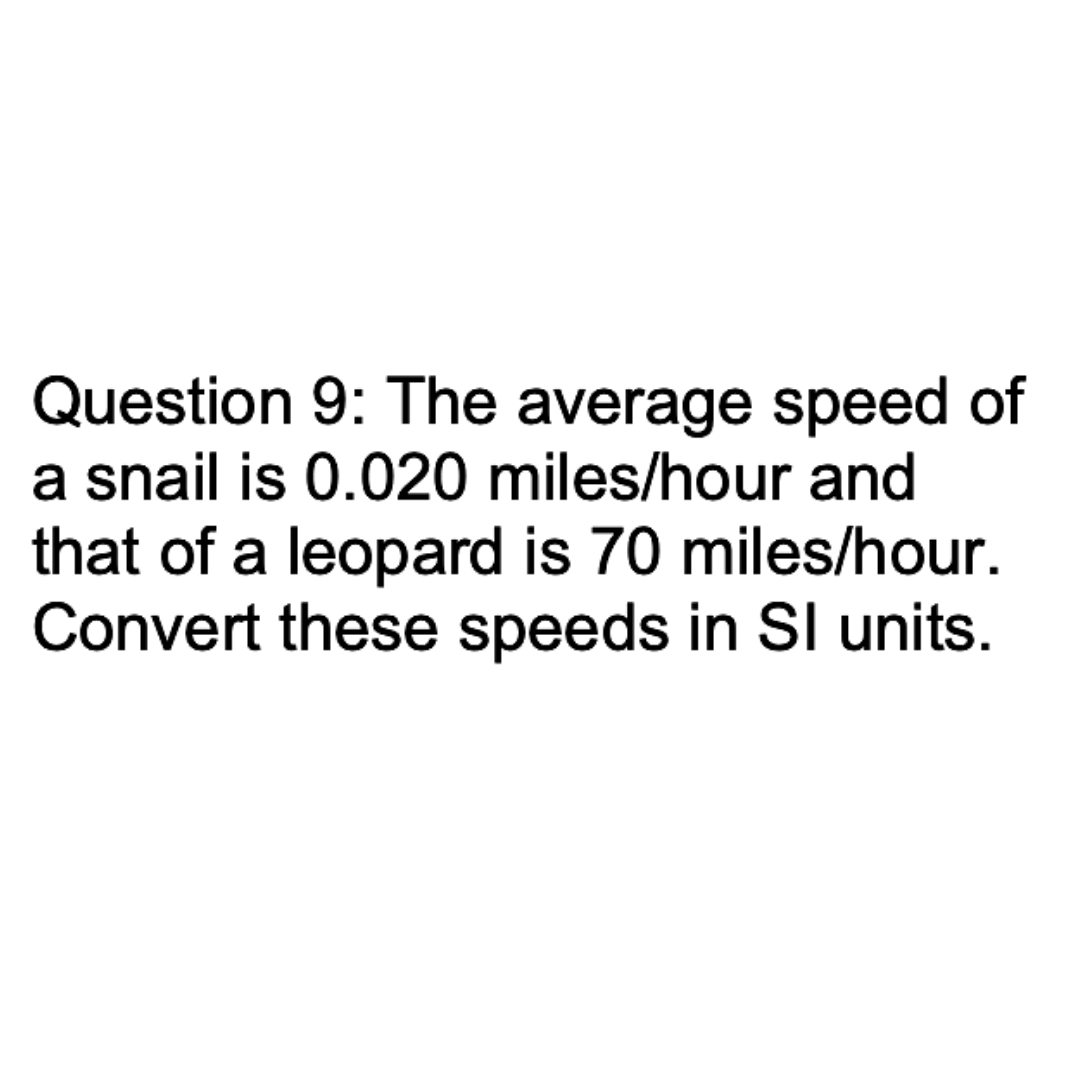 Question 9: The average speed of
a snail is 0.020 miles/hour and
that of a leopard is 70 miles/hour.
Convert these speeds in SI units.